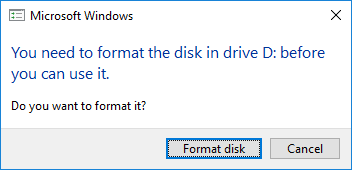 Microsoft Windows
You need to format the disk in drive D: before
you can use it.
Do you want to format it?
Format disk
Cancel